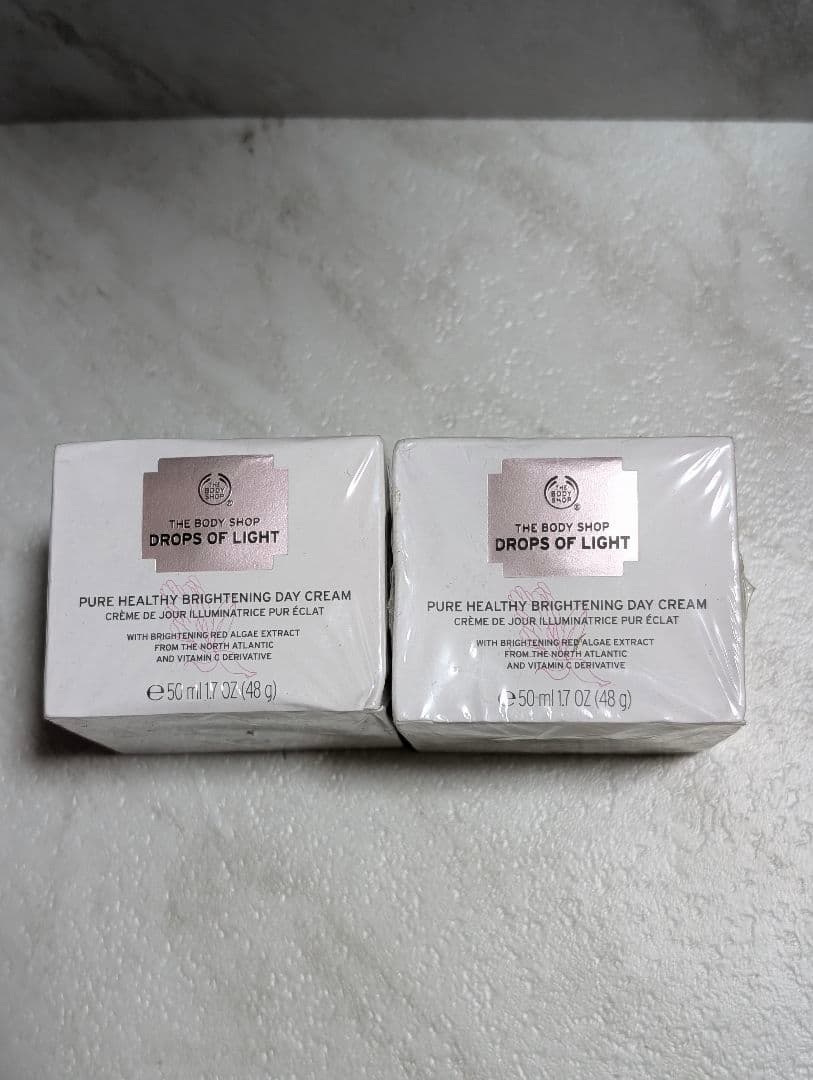 THE
BODY
SHOP
®
THE BODY SHOP
DROPS OF LIGHT
PURE HEALTHY BRIGHTENING DAY CREAM
CRÈME DE JOUR ILLUMINATRICE PUR ÉCLAT
WITH BRIGHTENING RED ALGAE EXTRACT
FROM THE NORTH ATLANTIC
AND VITAMIN C DERIVATIVE
℮ 50 ml 1.7 OZ (48 g)
THE
BODY
SHOP
®
THE BODY SHOP
DROPS OF LIGHT
PURE HEALTHY BRIGHTENING DAY CREAM
CRÈME DE JOUR ILLUMINATRICE PUR ÉCLAT
WITH BRIGHTENING RED ALGAE EXTRACT
FROM THE NORTH ATLANTIC
AND VITAMIN C DERIVATIVE
℮ 50 ml 1.7 OZ (48 g)